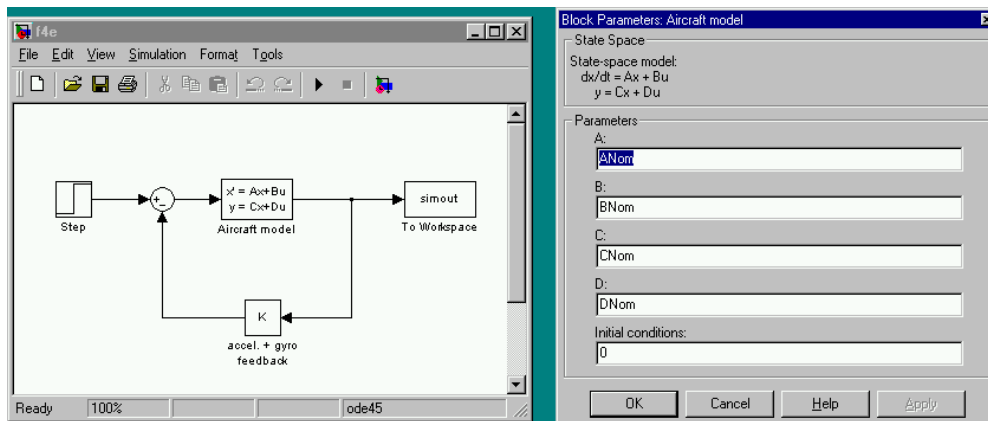 f4e
File Edit View Simulation Format Tools
Step
+
-
x' = Ax+Bu
y = Cx+Du
Aircraft model
simout
To Workspace
K
accel. + gyro
feedback
Ready 100% ode45
Block Parameters: Aircraft model
State Space
State-space model:
dx/dt = Ax + Bu
y = Cx + Du
Parameters
A:
ANom
B:
BNom
C:
CNom
D:
DNom
Initial conditions:
0
OK Cancel Help Apply